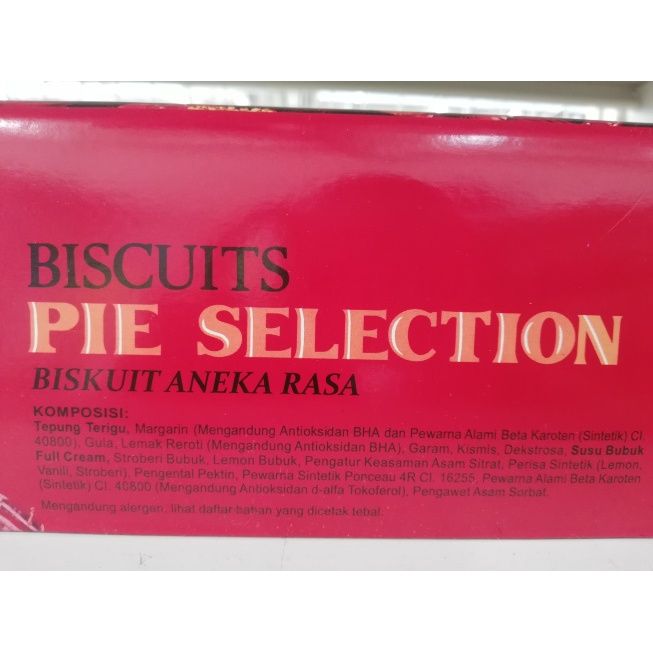 BISCUITS
PIE SELECTION
BISKUIT ANEKA RASA
KOMPOSISI:
Tepung Terigu, Margarin (Mengandung Antioksidan BHA dan Pewarna Alami Beta Karoten (Sintetik) CI.
40800), Gula, Lemak Reroti (Mengandung Antioksidan BHA), Garam, Kismis, Dekstrosa, Susu Bubuk
Full Cream, Stroberi Bubuk, Lemon Bubuk, Pengatur Keasaman Asam Sitrat, Perisa Sintetik (Lemon,
Vanili, Stroberi), Pengental Pektin, Pewarna Sintetik Ponceau 4R CI. 16255, Pewarna Alami Beta Karoten
(Sintetik) CI. 40800 (Mengandung Antioksidan d-alfa Tokoferol), Pengawet Asam Sorbat.
Mengandung alergen, lihat daftar bahan yang dicetak tebal.